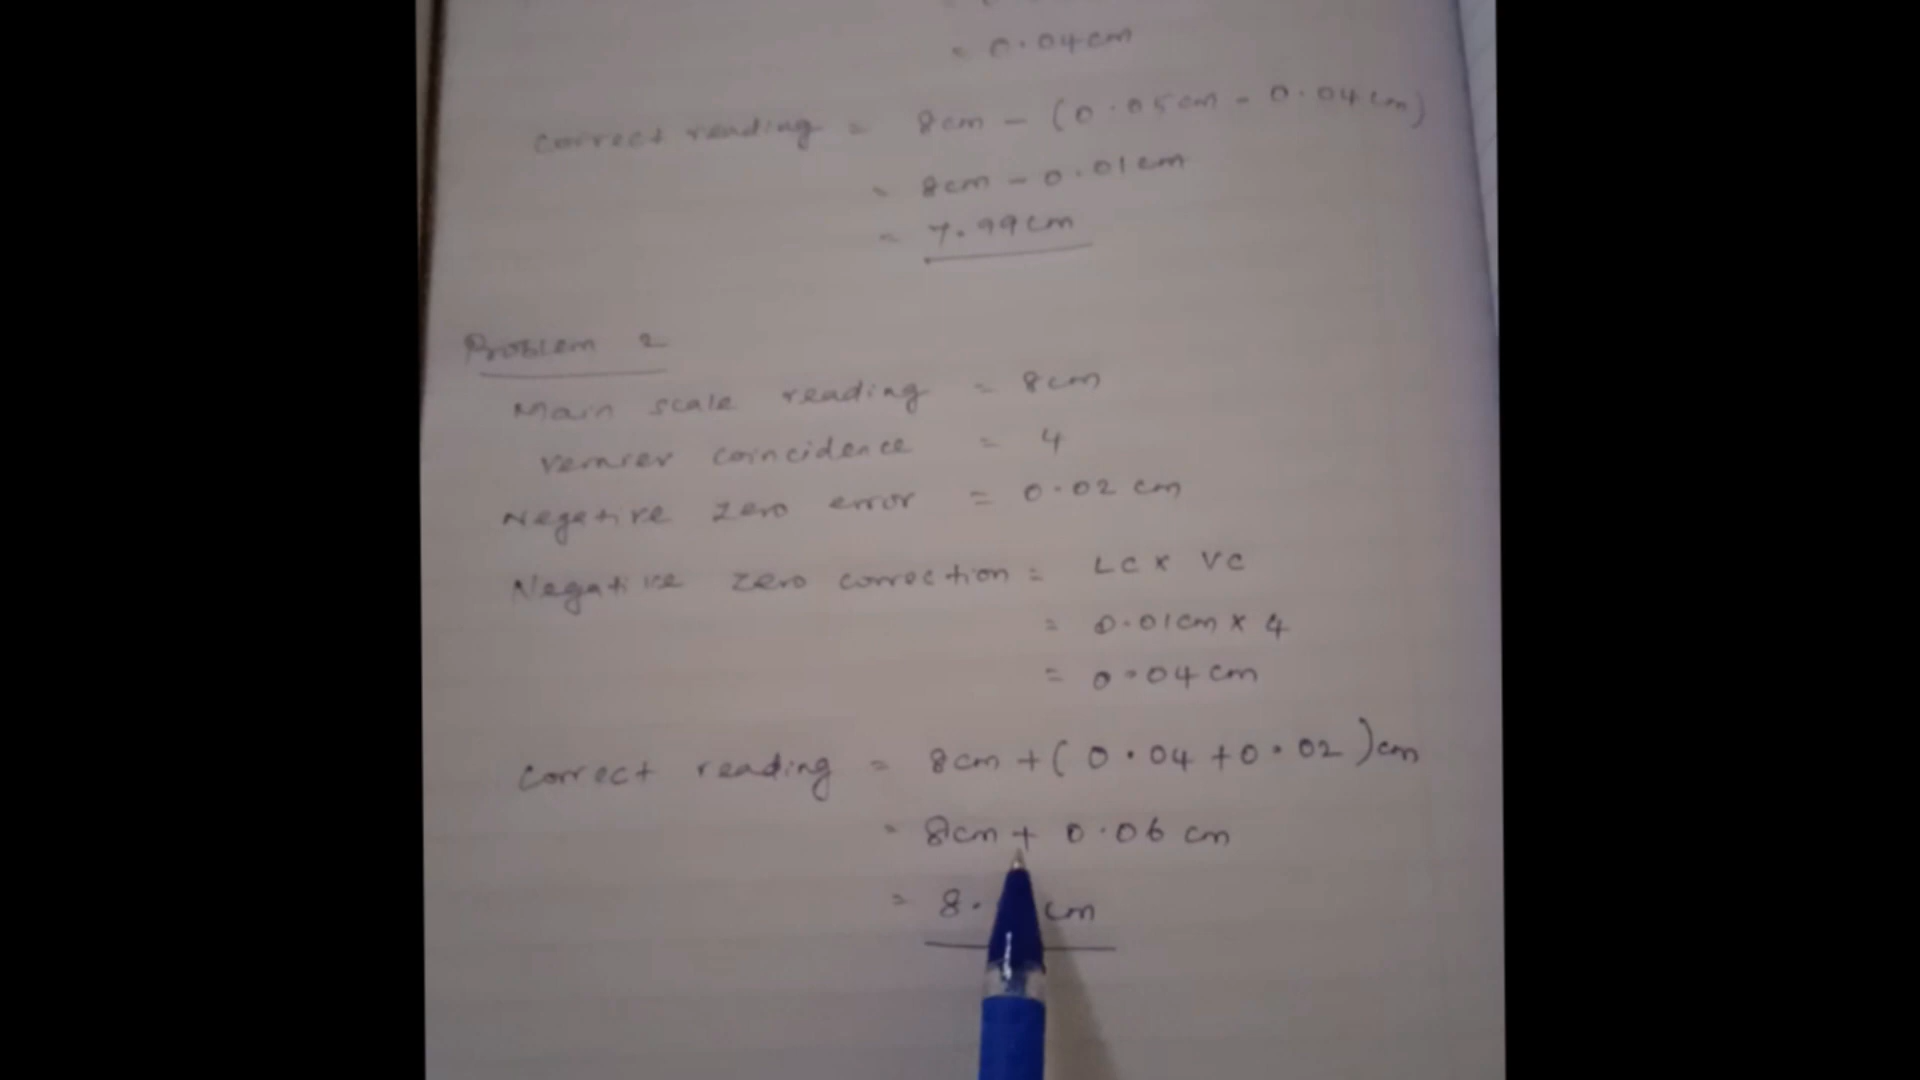 = 0.04cm
Correct reading = 8cm - (0.05cm - 0.04cm)
= 8cm - 0.01cm
= 7.99cm
Problem 2
Main scale reading = 8cm
Vernier coincidence = 4
Negative zero error = 0.02 cm
Negative zero correction = LC x VC
= 0.01cm x 4
= 0.04 cm
Correct reading = 8cm + (0.04 + 0.02) cm
= 8cm + 0.06 cm
= 8. cm